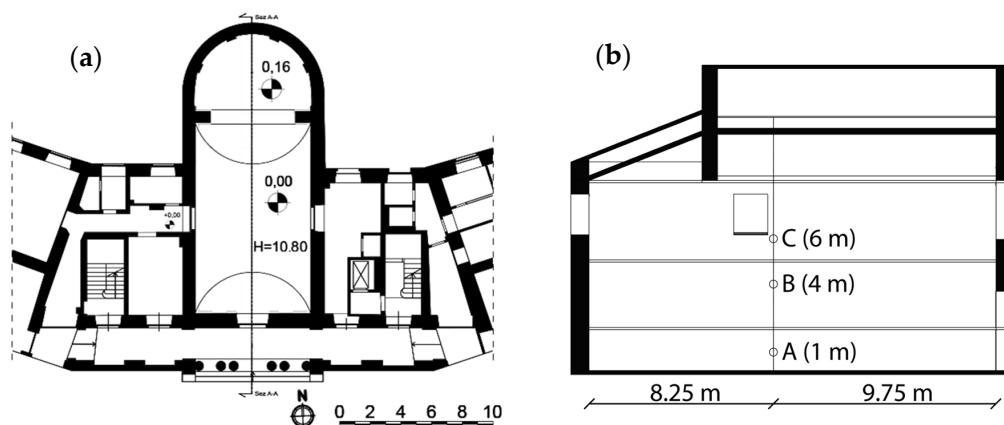 Sez A-A
(a)
0,16
0,00
+0,00
H=10.80
Sez A-A
N
0 2 4 6 8 10
(b)
C (6 m)
B (4 m)
A (1 m)
8.25 m 9.75 m